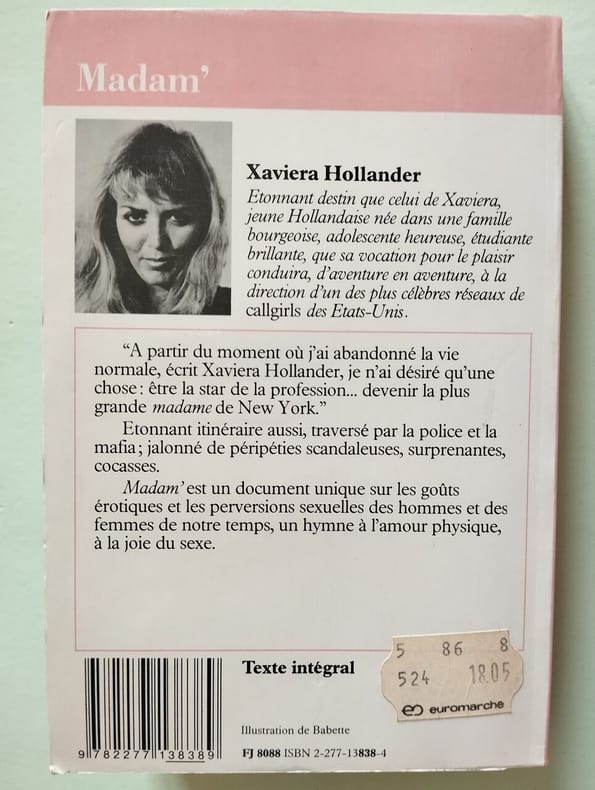 Madam’
Xaviera Hollander
Etonnant destin que celui de Xaviera,
jeune Hollandaise née dans une famille
bourgeoise, adolescente heureuse, étudiante
brillante, que sa vocation pour le plaisir
conduira, d’aventure en aventure, à la
direction d’un des plus célèbres réseaux de
callgirls des Etats-Unis.
“A partir du moment où j’ai abandonné la vie
normale, écrit Xaviera Hollander, je n’ai désiré qu’une
chose : être la star de la profession... devenir la plus
grande madame de New York.”
Etonnant itinéraire aussi, traversé par la police et la
mafia ; jalonné de péripéties scandaleuses, surprenantes,
cocasses.
Madam’ est un document unique sur les goûts
érotiques et les perversions sexuelles des hommes et des
femmes de notre temps, un hymne à l’amour physique,
à la joie du sexe.
Texte intégral
5 86 8
524 18.05
euromarche
Illustration de Babette
FJ 8088 ISBN 2-277-13838-4
9 782277 138389